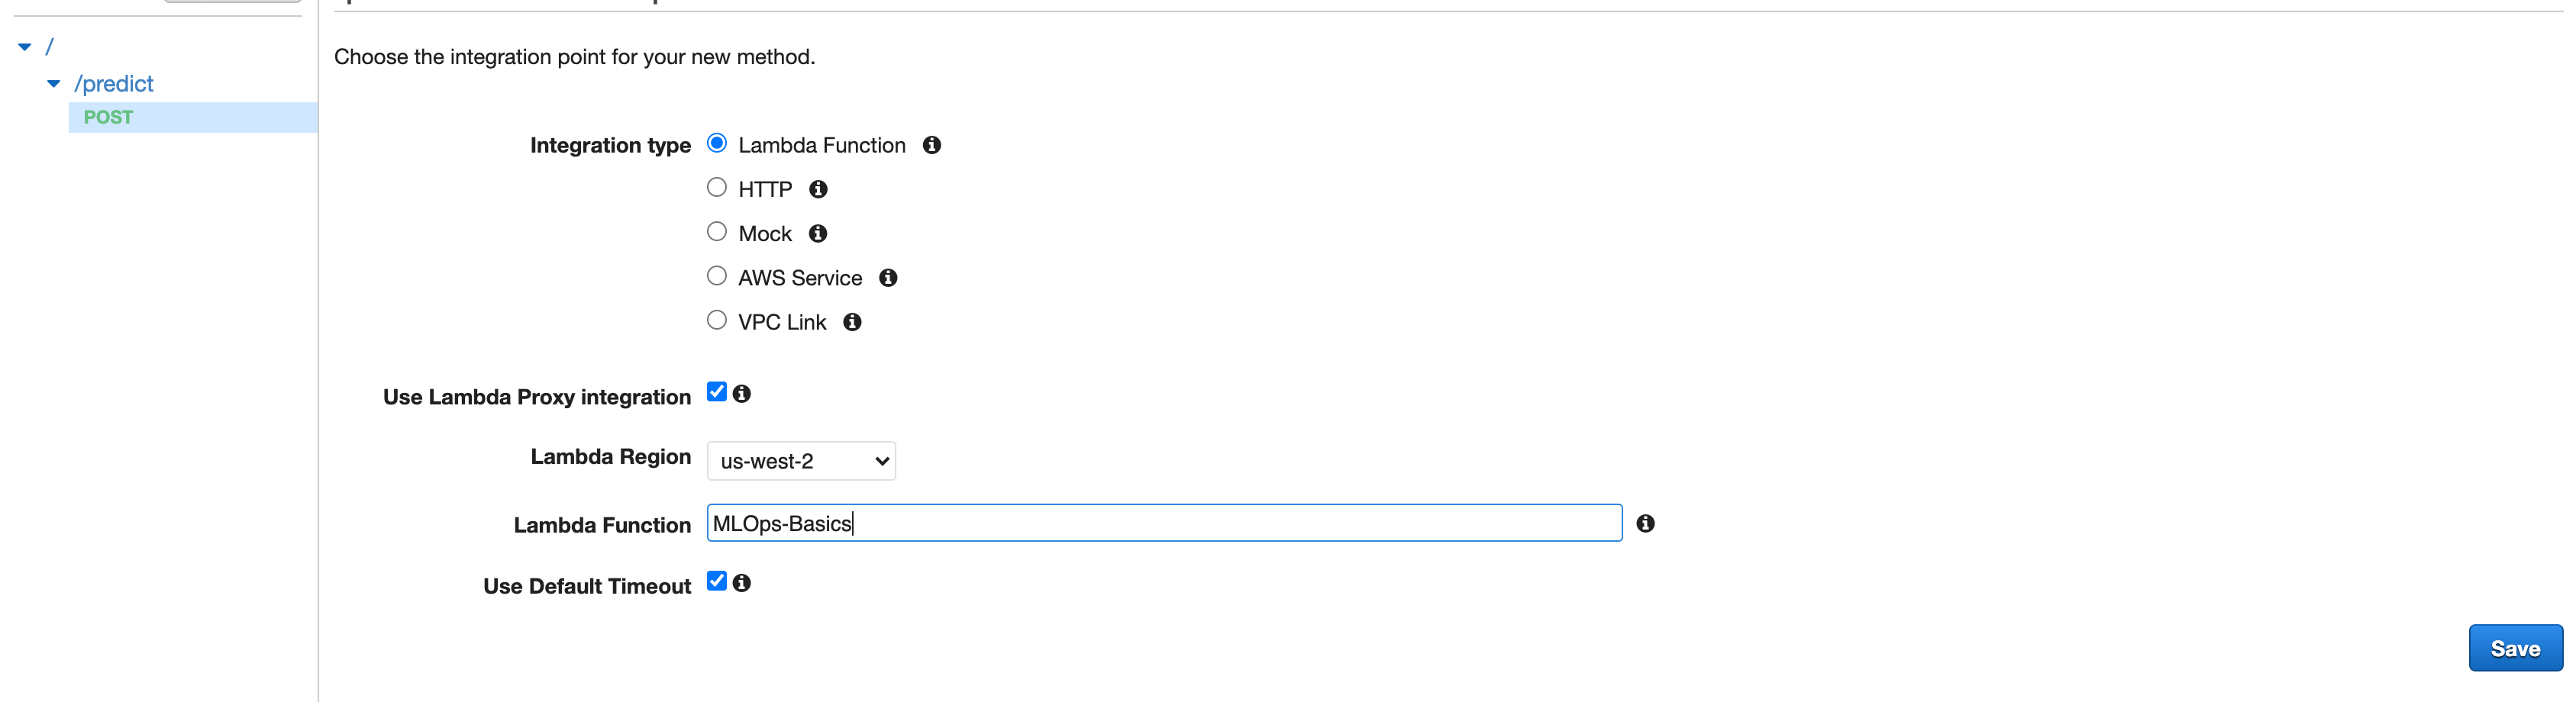 /
/predict
POST
Choose the integration point for your new method.
Integration type
Lambda Function
HTTP
Mock
AWS Service
VPC Link
Use Lambda Proxy integration
Lambda Region
us-west-2
Lambda Function
MLOps-Basics
Use Default Timeout
Save